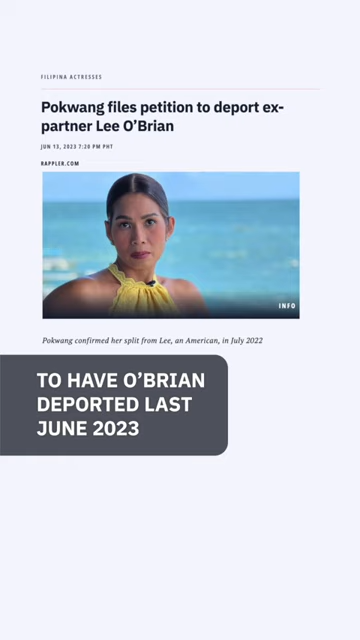 FILIPINA ACTRESSES
Pokwang files petition to deport ex-
partner Lee O’Brian
JUN 13, 2023 7:20 PM PHT
RAPPLER.COM
INFO
Pokwang confirmed her split from Lee, an American, in July 2022
TO HAVE O’BRIAN
DEPORTED LAST
JUNE 2023